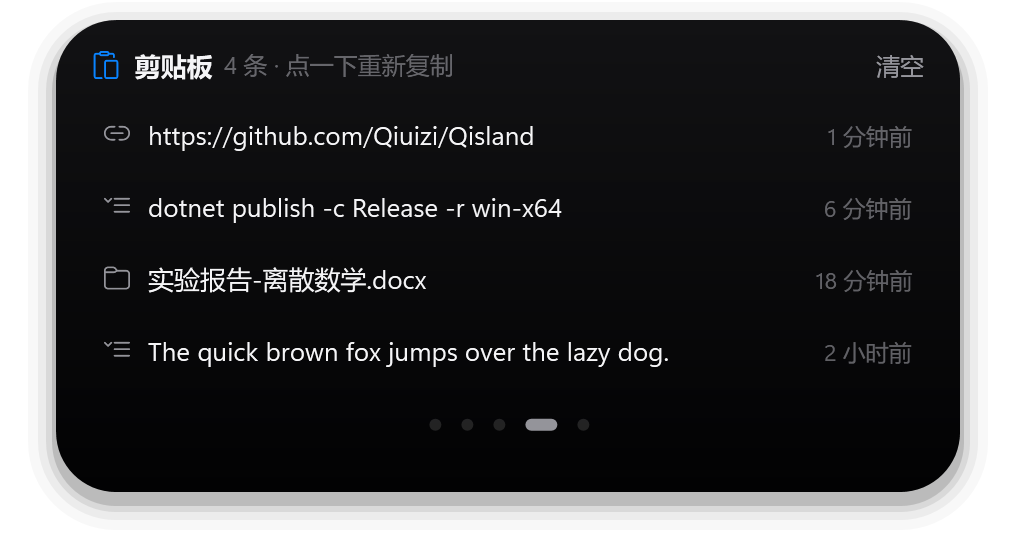 剪贴板 4 条 · 点一下重新复制 清空
https://github.com/Qiuizi/Qisland 1 分钟前
dotnet publish -c Release -r win-x64 6 分钟前
实验报告-离散数学.docx 18 分钟前
The quick brown fox jumps over the lazy dog. 2 小时前